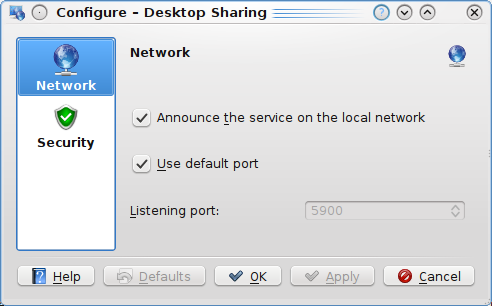 Configure – Desktop Sharing
Network
Security
Network
Announce the service on the local network
Use default port
Listening port: 5900
Help Defaults OK Apply Cancel